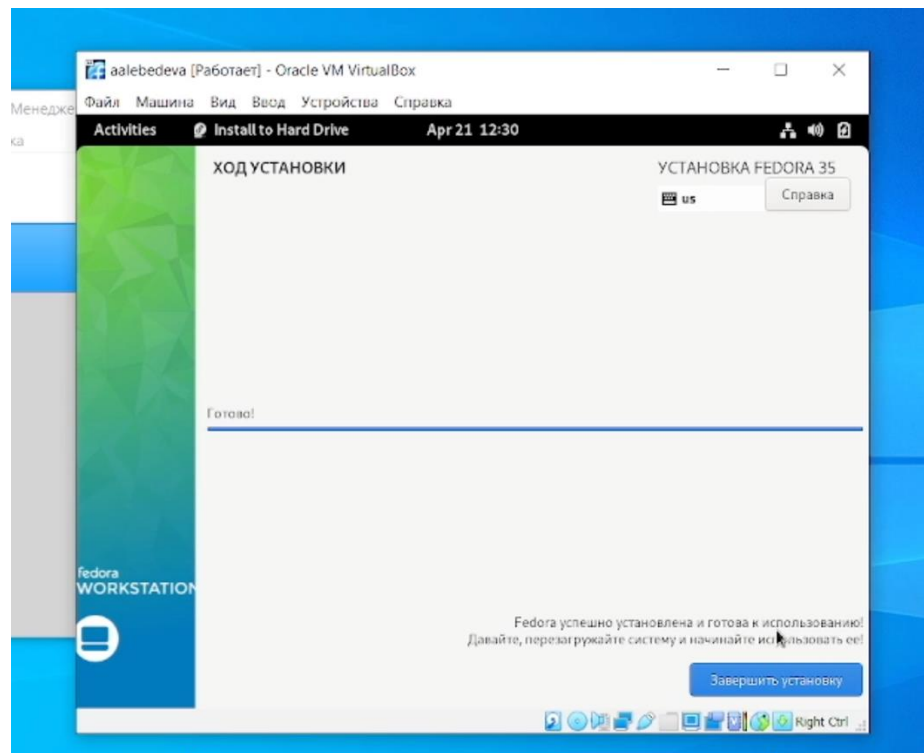 aalebedeva [Работает] - Oracle VM VirtualBox
Менедже
Файл Машина Вид Ввод Устройства Справка
ка
Activities Install to Hard Drive Apr 21 12:30
ХОД УСТАНОВКИ
УСТАНОВКА FEDORA 35
us
Справка
Готово!
fedora
WORKSTATION
Fedora успешно установлена и готова к использованию!
Давайте, перезагружайте систему и начинайте использовать ее!
Завершить установку
Right Ctrl